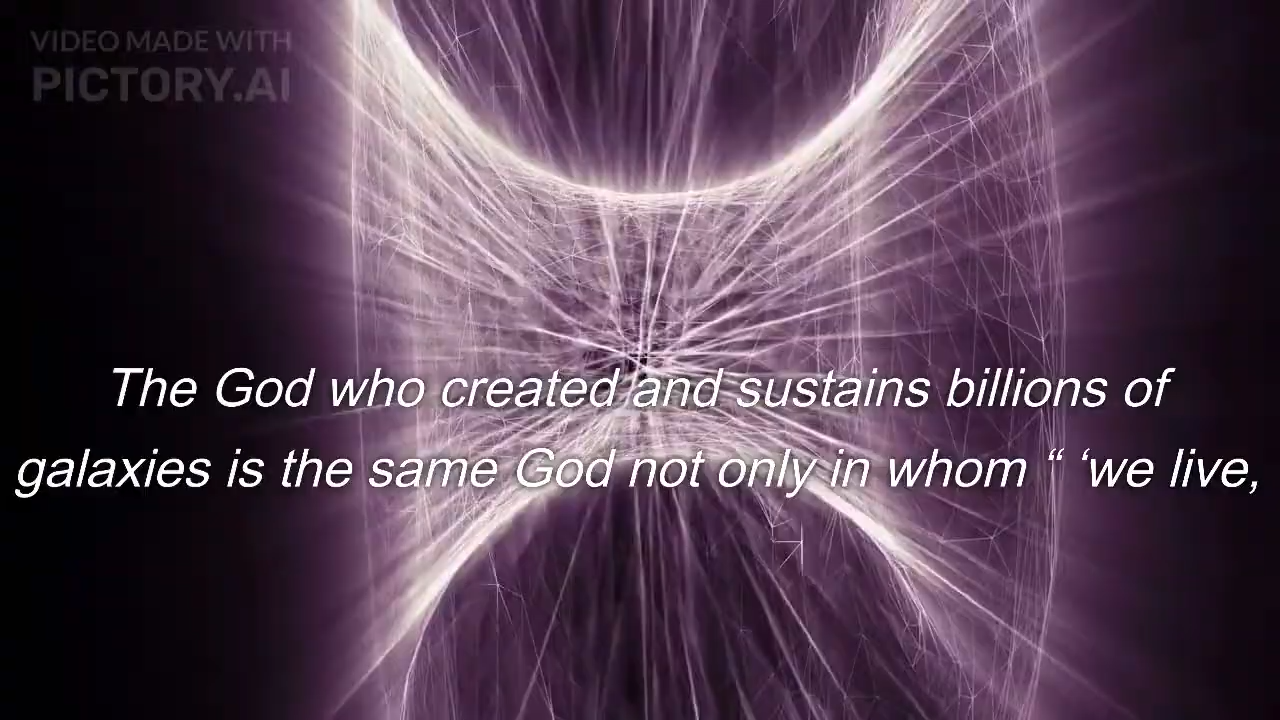 VIDEO MADE WITH
PICTORY.AI
The God who created and sustains billions of
galaxies is the same God not only in whom “ ‘we live,